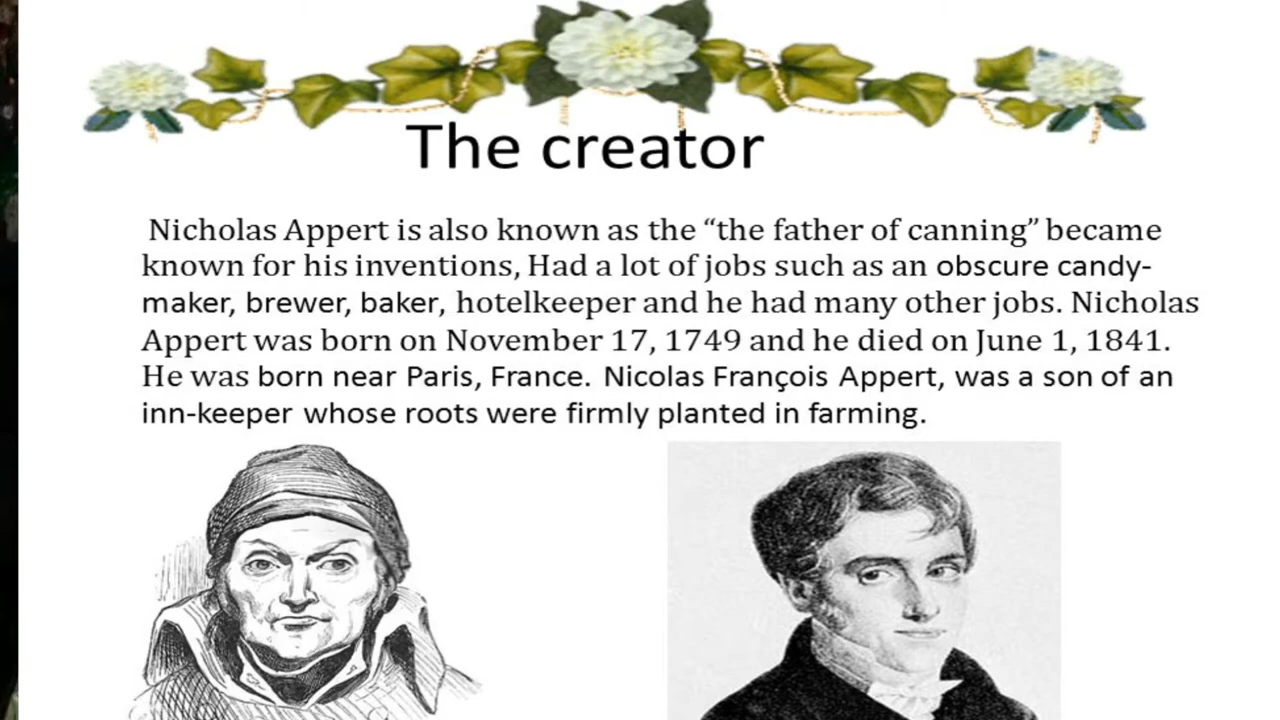 The creator
Nicholas Appert is also known as the “the father of canning” became
known for his inventions, Had a lot of jobs such as an obscure candy-
maker, brewer, baker, hotelkeeper and he had many other jobs. Nicholas
Appert was born on November 17, 1749 and he died on June 1, 1841.
He was born near Paris, France. Nicolas François Appert, was a son of an
inn-keeper whose roots were firmly planted in farming.